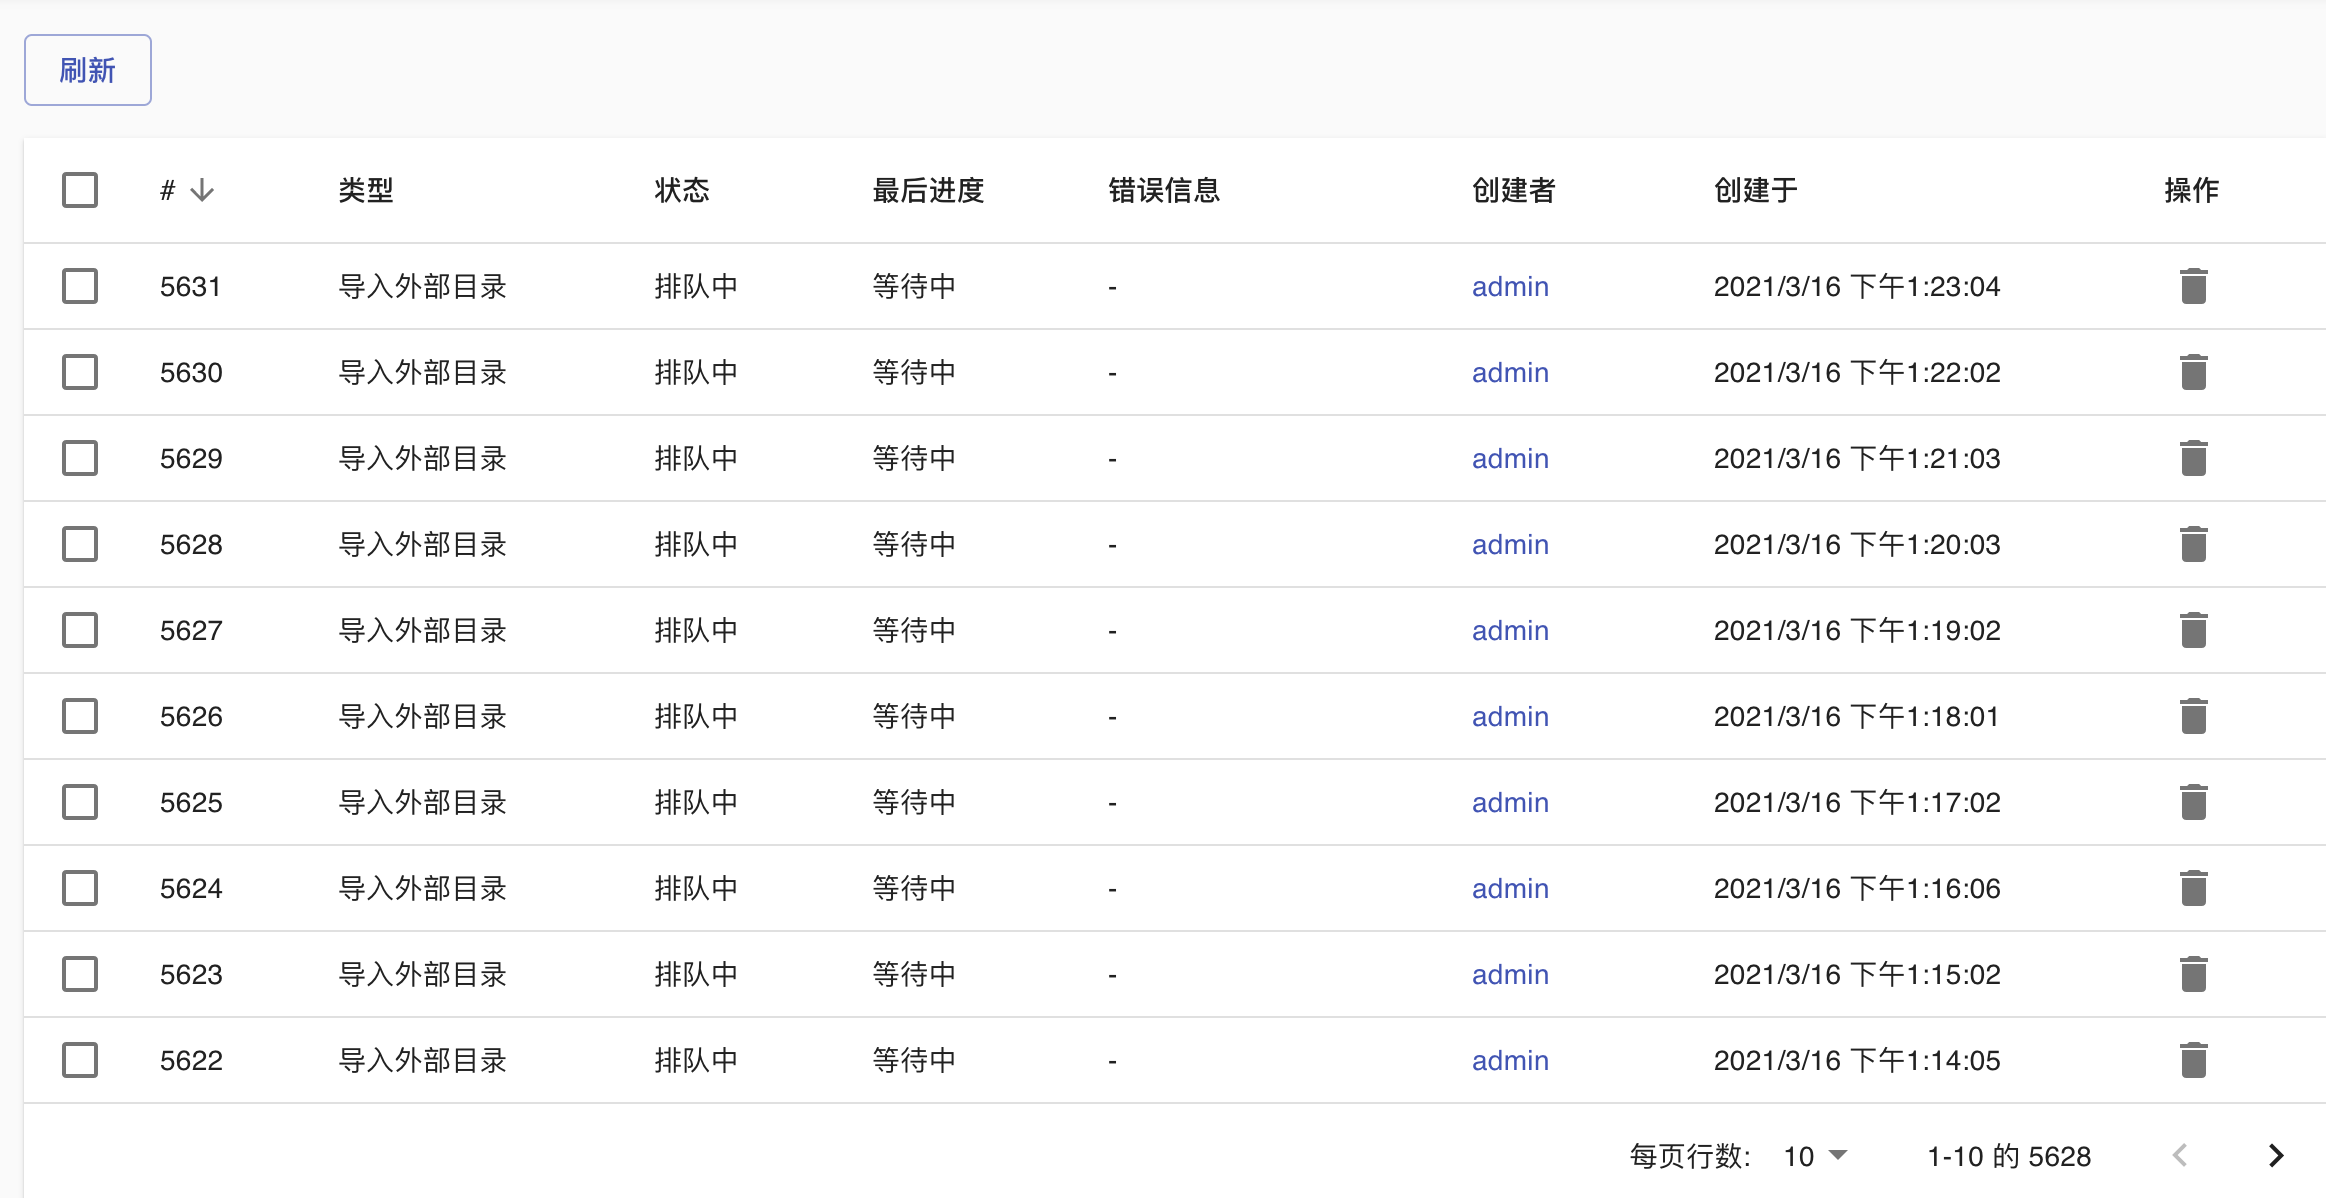 刷新
# 类型 状态 最后进度 错误信息 创建者 创建于 操作
5631 导入外部目录 排队中 等待中 - admin 2021/3/16 下午1:23:04
5630 导入外部目录 排队中 等待中 - admin 2021/3/16 下午1:22:02
5629 导入外部目录 排队中 等待中 - admin 2021/3/16 下午1:21:03
5628 导入外部目录 排队中 等待中 - admin 2021/3/16 下午1:20:03
5627 导入外部目录 排队中 等待中 - admin 2021/3/16 下午1:19:02
5626 导入外部目录 排队中 等待中 - admin 2021/3/16 下午1:18:01
5625 导入外部目录 排队中 等待中 - admin 2021/3/16 下午1:17:02
5624 导入外部目录 排队中 等待中 - admin 2021/3/16 下午1:16:06
5623 导入外部目录 排队中 等待中 - admin 2021/3/16 下午1:15:02
5622 导入外部目录 排队中 等待中 - admin 2021/3/16 下午1:14:05
每页行数: 10 1-10 的 5628